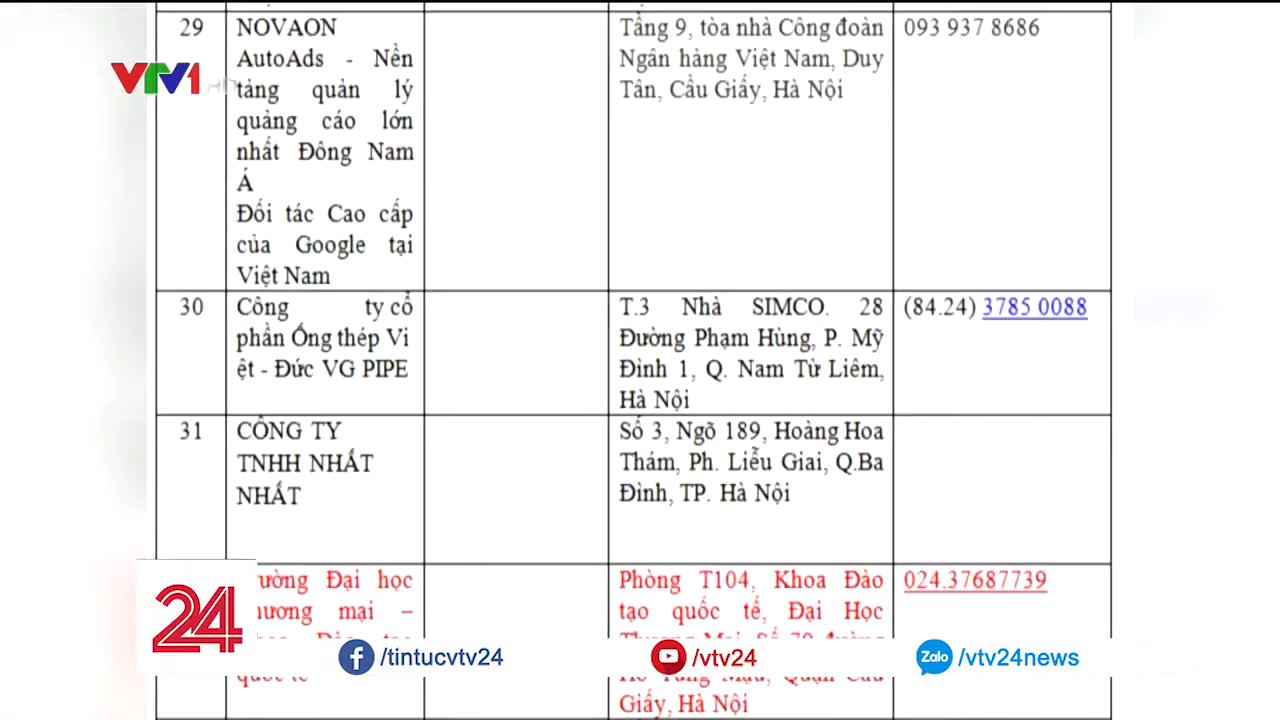 29
NOVAON
AutoAds - Nền
tảng quản lý
quảng cáo lớn
nhất Đông Nam
Á
Đối tác Cao cấp
của Google tại
Việt Nam
Tầng 9, tòa nhà Công đoàn
Ngân hàng Việt Nam, Duy
Tân, Cầu Giấy, Hà Nội
093 937 8686
VTV1
HD
30
Công ty cổ
phần Ống thép Vi
ệt - Đức VG PIPE
T.3 Nhà SIMCO. 28
Đường Phạm Hùng, P. Mỹ
Đình 1, Q. Nam Từ Liêm,
Hà Nội
(84.24) 3785 0088
31
CÔNG TY
TNHH NHẤT
NHẤT
Số 3, Ngõ 189, Hoàng Hoa
Thám, Ph. Liễu Giai, Q.Ba
Đình, TP. Hà Nội
Đại học
mại –
Phòng T104, Khoa Đào
tạo quốc tế, Đại Học
Giấy, Hà Nội
024.37687739
24
/tintucvtv24
/vtv24
Zalo
/vtv24news